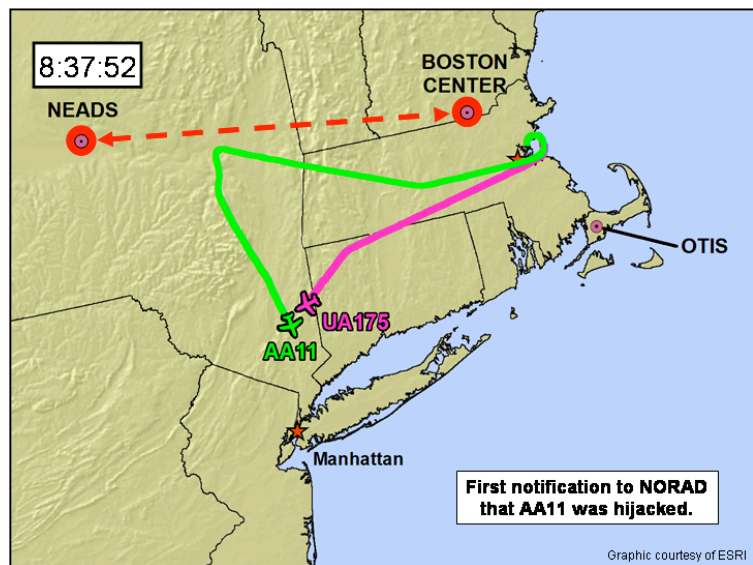 8:37:52
BOSTON
CENTER
NEADS
OTIS
UA175
AA11
Manhattan
First notification to NORAD
that AA11 was hijacked.
Graphic courtesy of ESRI